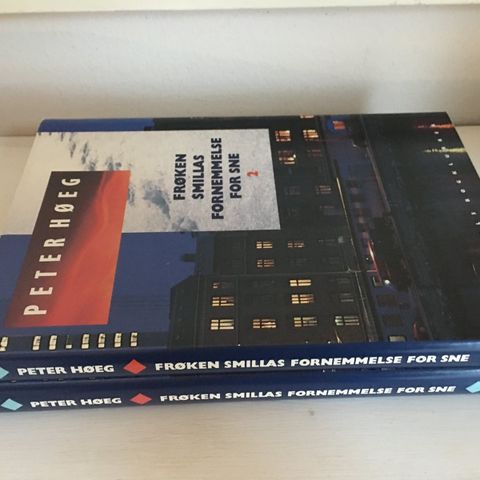 PETER HØEG
FRØKEN
SMILLAS
FORNEMMELSE
FOR SNE
2
PETER HØEG FRØKEN SMILLAS FORNEMMELSE FOR SNE
PETER HØEG FRØKEN SMILLAS FORNEMMELSE FOR SNE